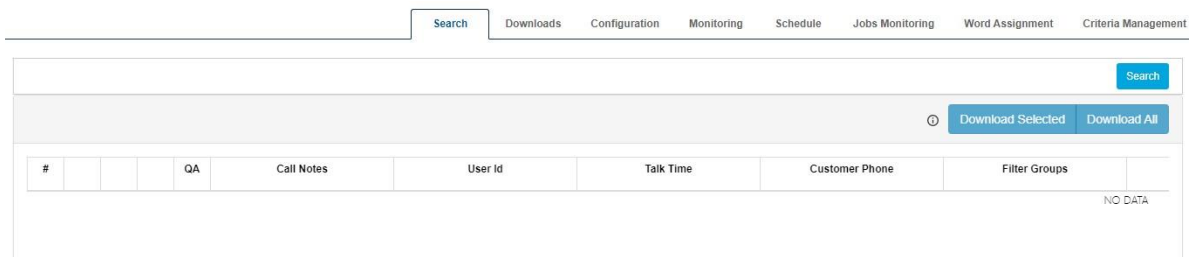 Search Downloads Configuration Monitoring Schedule Jobs Monitoring Word Assignment Criteria Management
Search
Download Selected Download All
# QA Call Notes User Id Talk Time Customer Phone Filter Groups
NO DATA